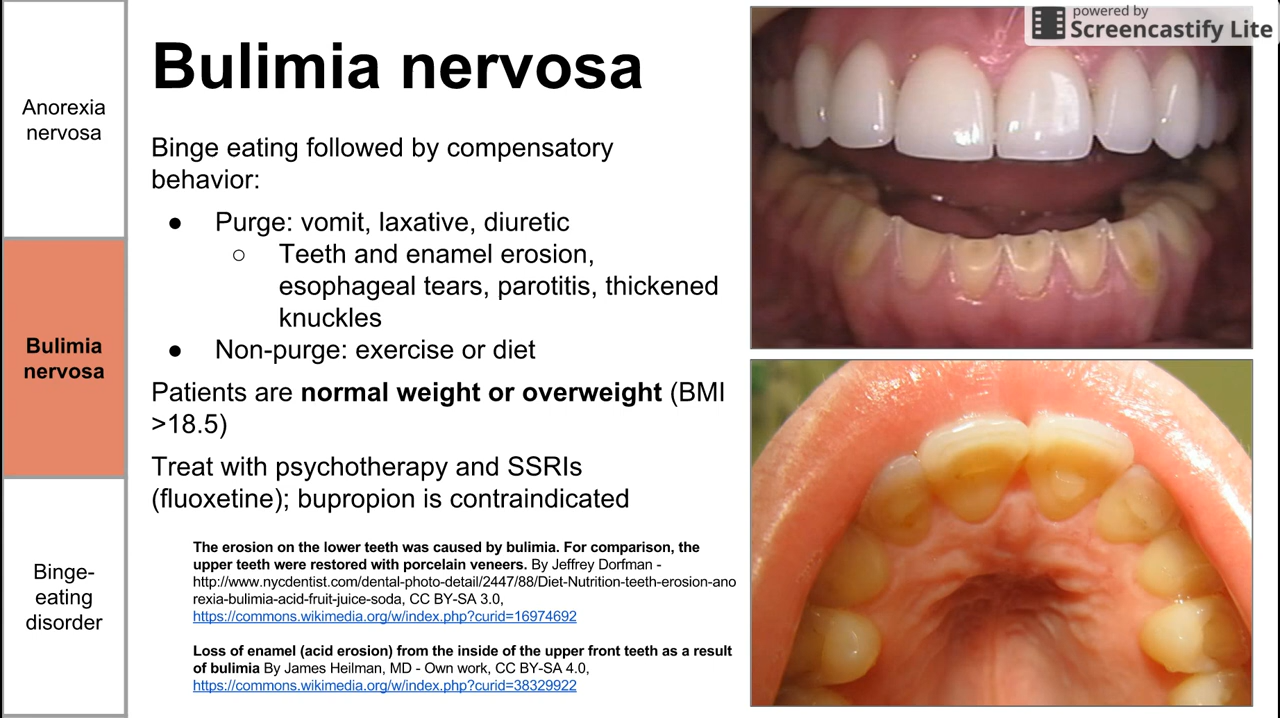 powered by
Screencastify Lite
Anorexia
nervosa
Bulimia
nervosa
Binge-
eating
disorder
Bulimia nervosa
Binge eating followed by compensatory
behavior:
● Purge: vomit, laxative, diuretic
○ Teeth and enamel erosion,
esophageal tears, parotitis, thickened
knuckles
● Non-purge: exercise or diet
Patients are normal weight or overweight (BMI
>18.5)
Treat with psychotherapy and SSRIs
(fluoxetine); bupropion is contraindicated
The erosion on the lower teeth was caused by bulimia. For comparison, the
upper teeth were restored with porcelain veneers. By Jeffrey Dorfman -
http://www.nycdentist.com/dental-photo-detail/2447/88/Diet-Nutrition-teeth-erosion-ano
rexia-bulimia-acid-fruit-juice-soda, CC BY-SA 3.0,
https://commons.wikimedia.org/w/index.php?curid=16974692
Loss of enamel (acid erosion) from the inside of the upper front teeth as a result
of bulimia By James Heilman, MD - Own work, CC BY-SA 4.0,
https://commons.wikimedia.org/w/index.php?curid=38329922